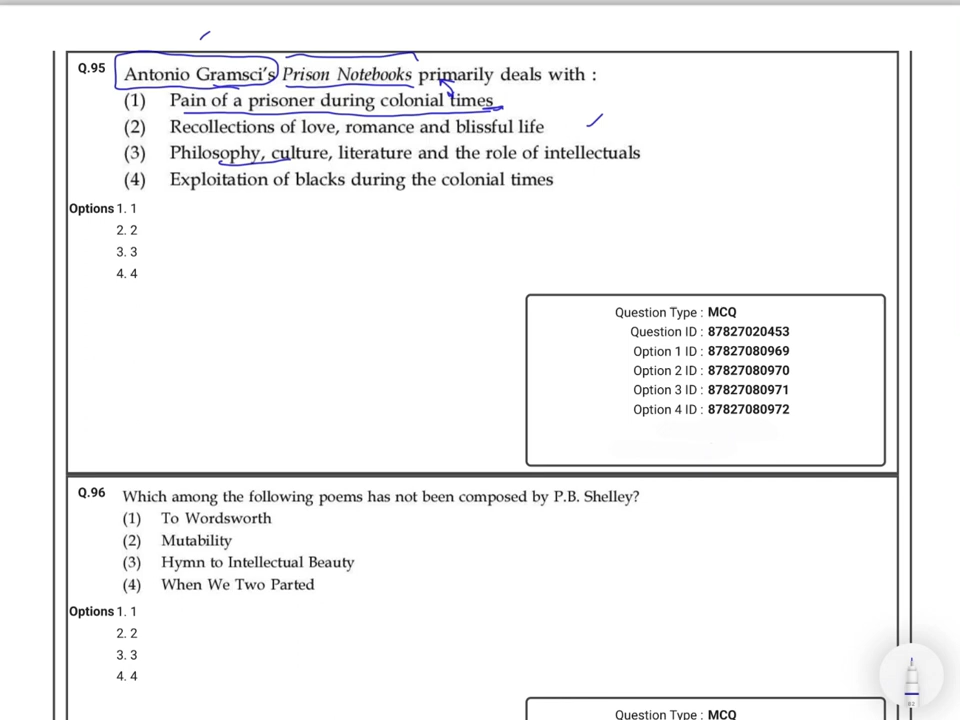 Q.95 Antonio Gramsci's Prison Notebooks primarily deals with :
(1) Pain of a prisoner during colonial times
(2) Recollections of love, romance and blissful life
(3) Philosophy, culture, literature and the role of intellectuals
(4) Exploitation of blacks during the colonial times
Options 1. 1
2. 2
3. 3
4. 4
Question Type : MCQ
Question ID : 87827020453
Option 1 ID : 87827080969
Option 2 ID : 87827080970
Option 3 ID : 87827080971
Option 4 ID : 87827080972
Q.96 Which among the following poems has not been composed by P.B. Shelley?
(1) To Wordsworth
(2) Mutability
(3) Hymn to Intellectual Beauty
(4) When We Two Parted
Options 1. 1
2. 2
3. 3
4. 4
Question Type : MCQ